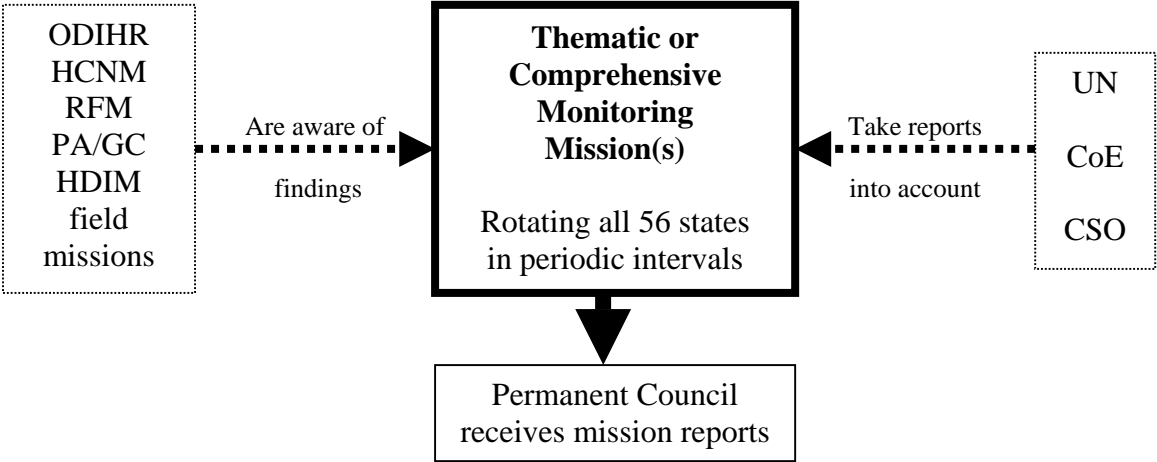 ODIHR
HCNM
RFM
PA/GC
HDIM
field
missions
Are aware of
findings
Thematic or
Comprehensive
Monitoring
Mission(s)
Rotating all 56 states
in periodic intervals
Take reports
into account
UN
CoE
CSO
Permanent Council
receives mission reports